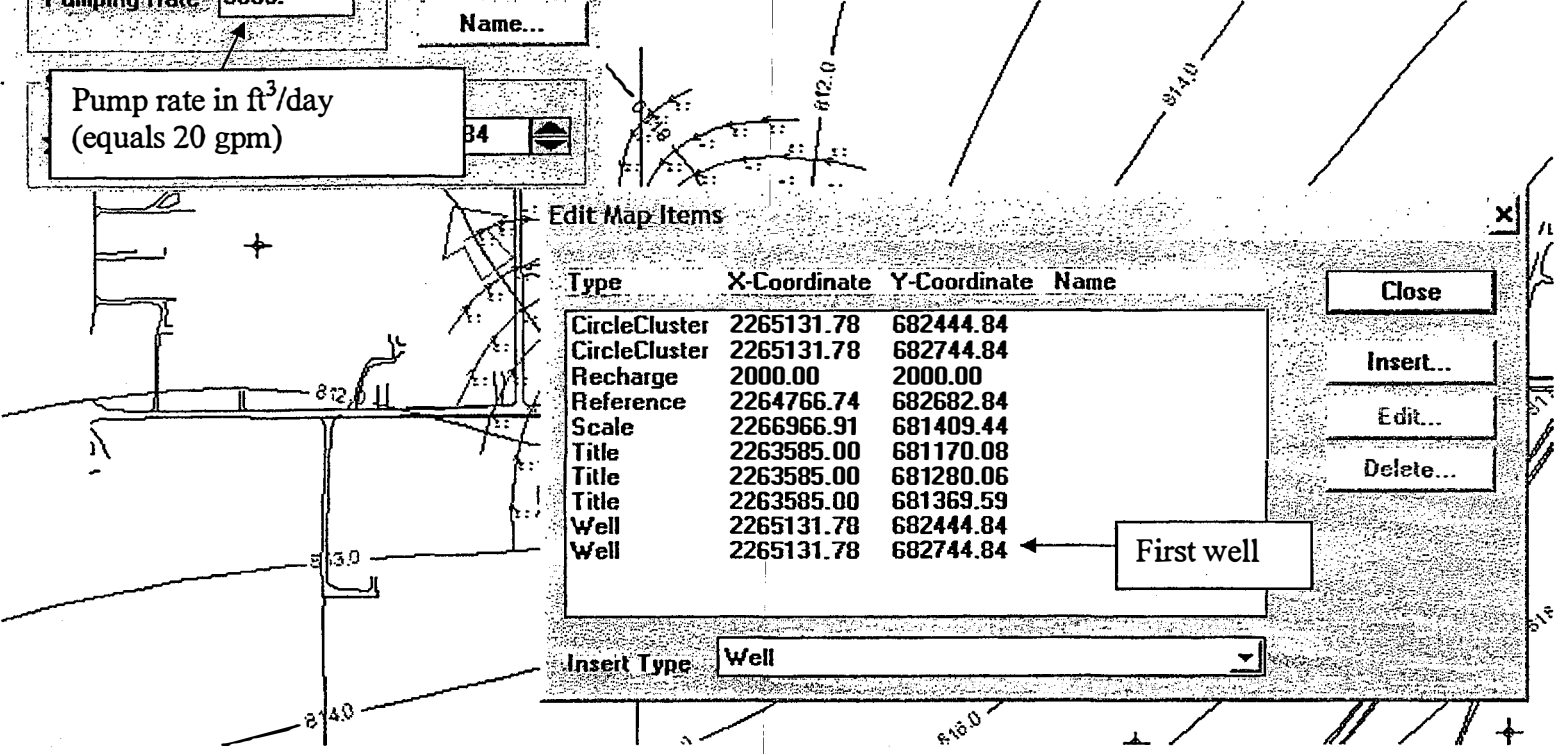 Pumping Rate
Name...
Pump rate in ft³/day
(equals 20 gpm)
84
812.0
814.0
Edit Map Items
Type X-Coordinate Y-Coordinate Name
CircleCluster 2265131.78 682444.84
CircleCluster 2265131.78 682744.84
Recharge 2000.00 2000.00
Reference 2264766.74 682682.84
Scale 2266966.91 681409.44
Title 2263585.00 681170.08
Title 2263585.00 681280.06
Title 2263585.00 681369.59
Well 2265131.78 682444.84
Well 2265131.78 682744.84
First well
Close
Insert...
Edit...
Delete...
Insert Type Well
812.0
813.0
814.0
816.0